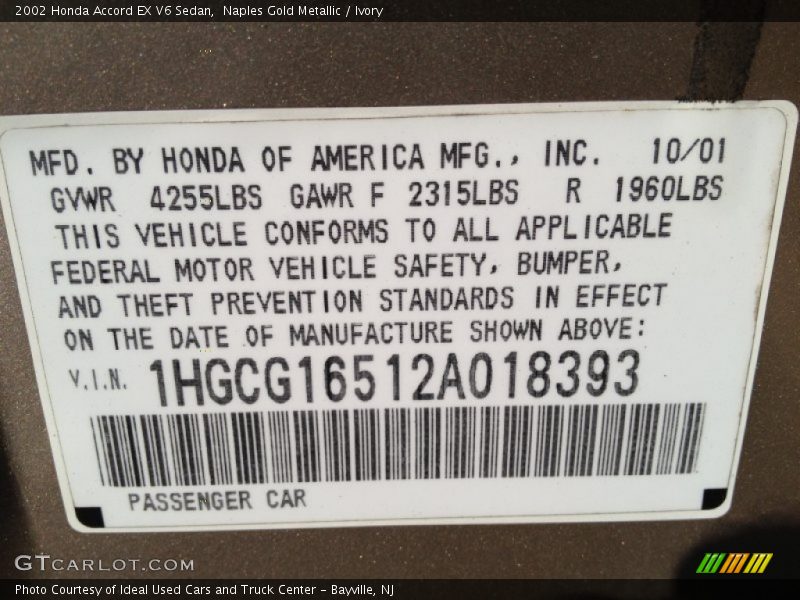 2002 Honda Accord EX V6 Sedan,  Naples Gold Metallic / Ivory
MFD. BY HONDA OF AMERICA MFG., INC. 10/01
GVWR 4255LBS GAWR F 2315LBS R 1960LBS
THIS VEHICLE CONFORMS TO ALL APPLICABLE
FEDERAL MOTOR VEHICLE SAFETY, BUMPER,
AND THEFT PREVENTION STANDARDS IN EFFECT
ON THE DATE OF MANUFACTURE SHOWN ABOVE:
V.I.N. 1HGCG16512A018393
PASSENGER CAR
GTCARLOT.COM
Photo Courtesy of Ideal Used Cars and Truck Center – Bayville, NJ